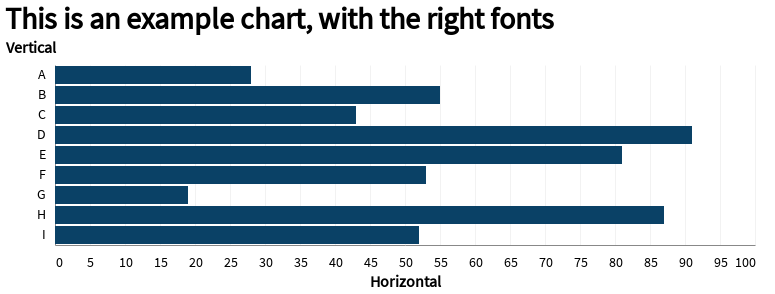 This is an example chart, with the right fonts
Vertical
A
B
C
D
E
F
G
H
I
0 5 10 15 20 25 30 35 40 45 50 55 60 65 70 75 80 85 90 95 100
Horizontal